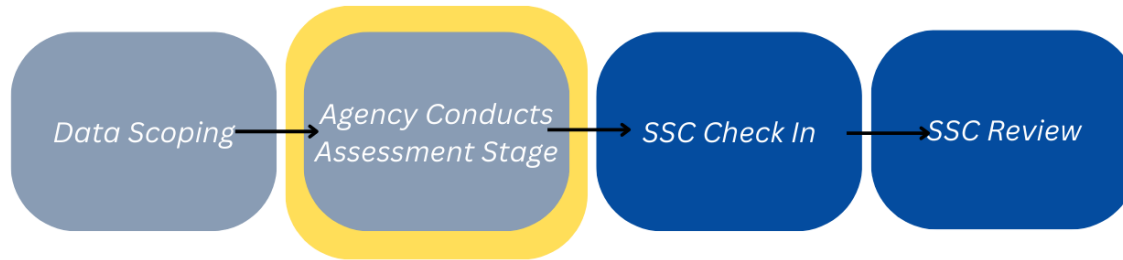 Data Scoping
Agency Conducts
Assessment Stage
SSC Check In
SSC Review